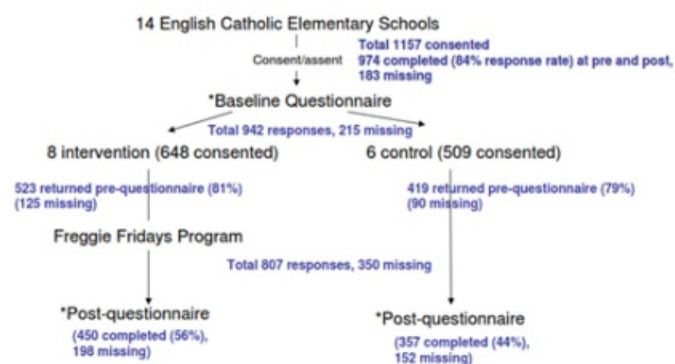 14 English Catholic Elementary Schools
Total 1157 consented
Consent/assent
974 completed (84% response rate) at pre and post,
183 missing
*Baseline Questionnaire
Total 942 responses, 215 missing
8 intervention (648 consented)
6 control (509 consented)
523 returned pre-questionnaire (81%)
(125 missing)
419 returned pre-questionnaire (79%)
(90 missing)
Freggie Fridays Program
Total 807 responses, 350 missing
*Post-questionnaire
(450 completed (56%),
198 missing)
*Post-questionnaire
(357 completed (44%),
152 missing)